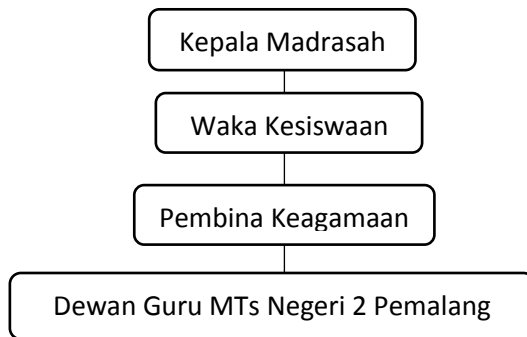 Kepala Madrasah
Waka Kesiswaan
Pembina Keagamaan
Dewan Guru MTs Negeri 2 Pemalang